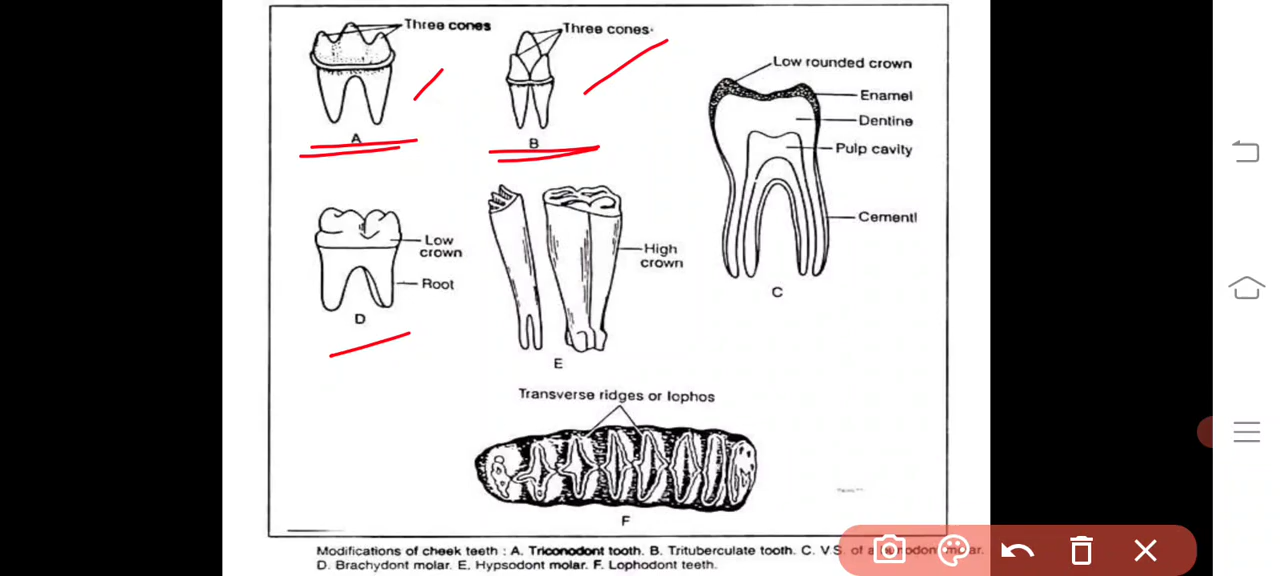 Three cones
Three cones
A
B
Low rounded crown
Enamel
Dentine
Pulp cavity
Cement
C
Low
crown
Root
D
High
crown
E
Transverse ridges or lophos
F
Modifications of cheek teeth : A. Triconodont tooth. B. Trituberculate tooth. C. V.S. of a
D. Brachydont molar. E. Hypsodont molar. F. Lophodont teeth.